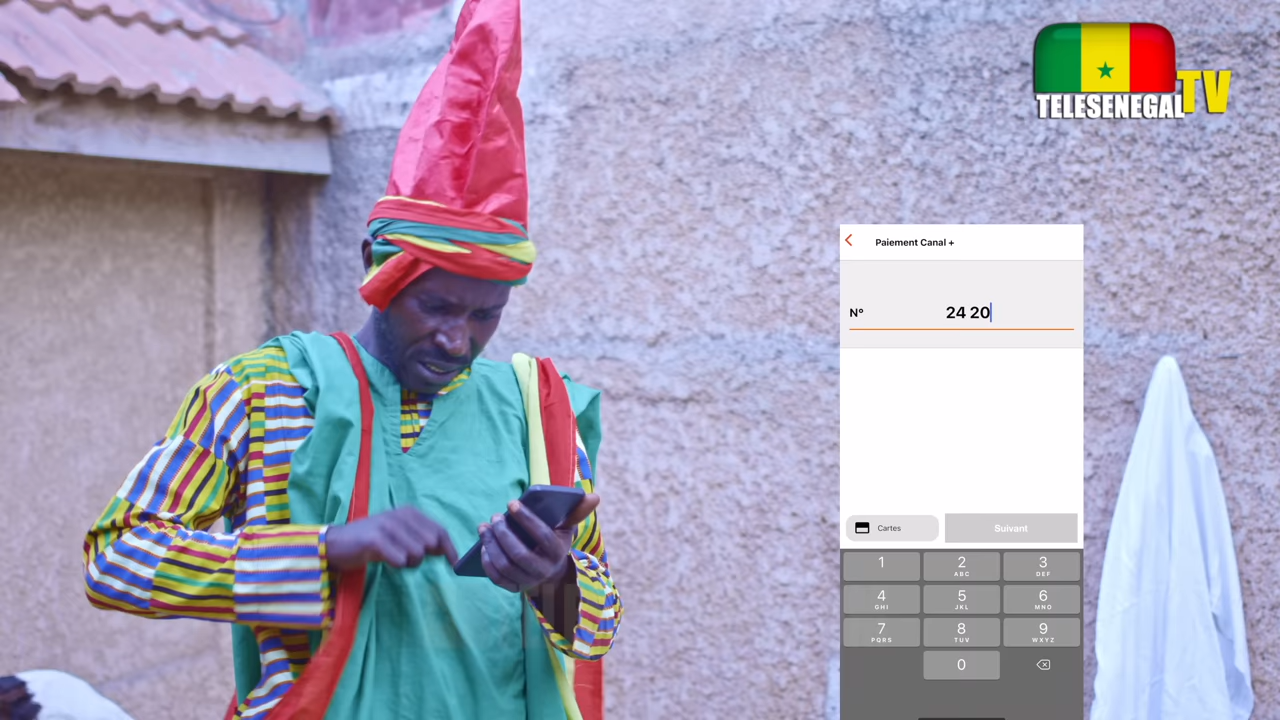 TELESENEGAL TV
Paiement Canal +
Nº 24 20
Cartes
Suivant
1
2
ABC
3
DEF
4
GHI
5
JKL
6
MNO
7
PQRS
8
TUV
9
WXYZ
0